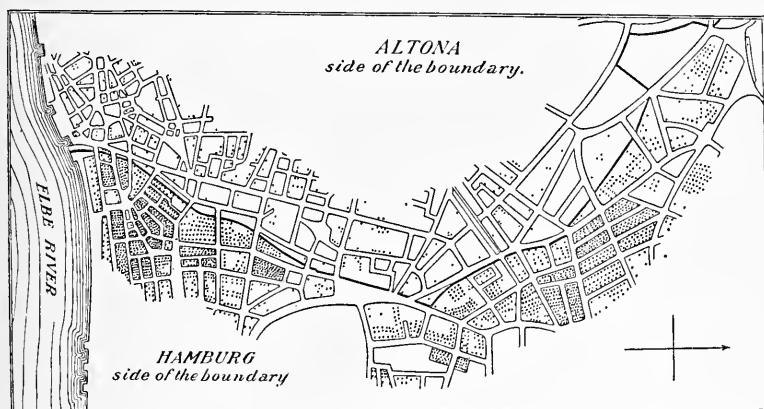 ALTONA
side of the boundary.
ELBE RIVER
HAMBURG
side of the boundary